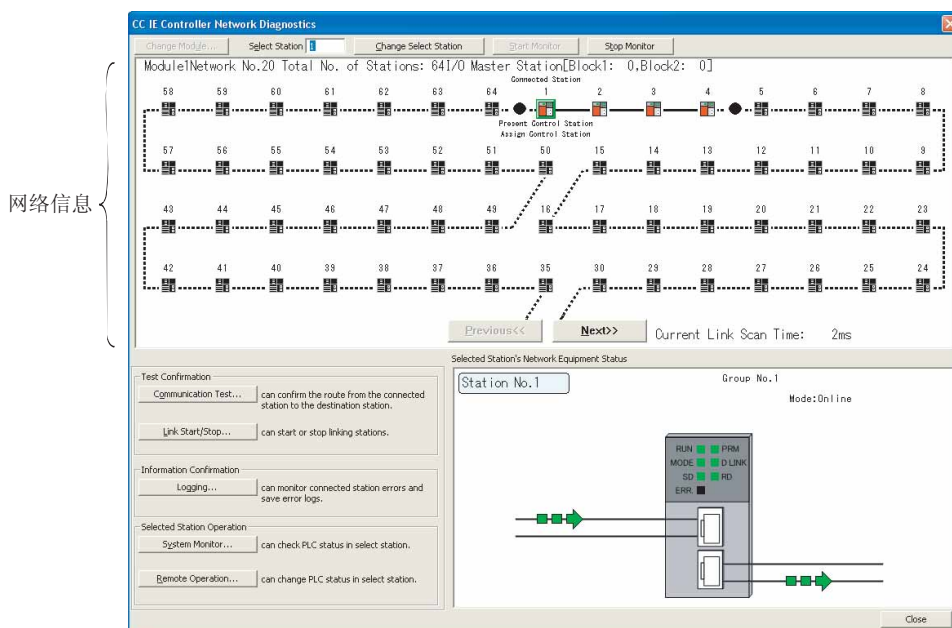 CC IE Controller Network Diagnostics
Change Module... Select Station 1 Change Select Station Start Monitor Stop Monitor
Module1Network No.20 Total No. of Stations: 64I/O Master Station[Block1: 0,Block2: 0]
Connected Station
58 59 60 61 62 63 64 1 2 3 4 5 6 7 8
Present Control Station
Assign Control Station
57 56 55 54 53 52 51 50 15 14 13 12 11 10 9
网络信息
43 44 45 46 47 48 49 16 17 18 19 20 21 22 23
42 41 40 39 38 37 36 35 30 29 28 27 26 25 24
Previous<< Next>> Current Link Scan Time: 2ms
Selected Station's Network Equipment Status
Test Confirmation
Communication Test... can confirm the route from the connected
station to the destination station.
Link Start/Stop... can start or stop linking stations.
Information Confirmation
Logging... can monitor connected station errors and
save error logs.
Selected Station Operation
System Monitor... can check PLC status in select station.
Remote Operation... can change PLC status in select station.
Station No.1
Group No.1
Mode:Online
RUN PRM
MODE D LINK
SD RD
ERR.
Close